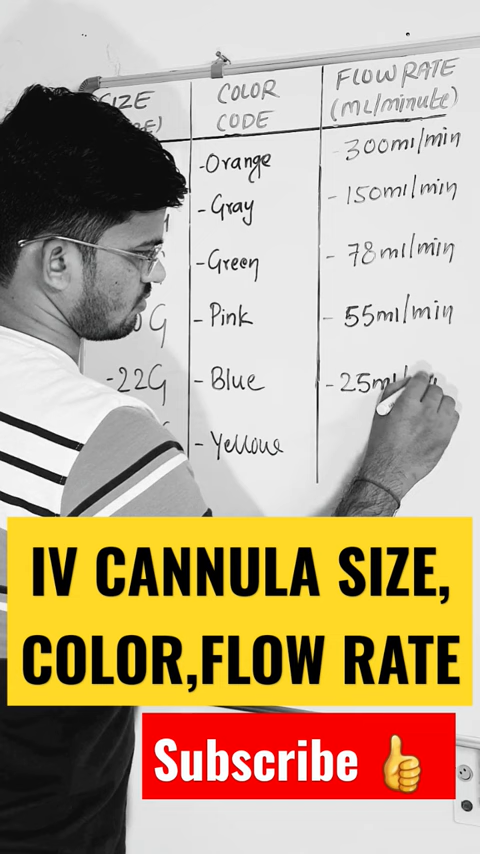 SIZE COLOR CODE FLOW RATE (ML/minute)
-Orange - 300ml/min
-Gray - 150ml/min
-Green - 78ml/min
G - Pink - 55ml/min
-22G - Blue - 25ml/
- Yellow
IV CANNULA SIZE,
COLOR,FLOW RATE
Subscribe